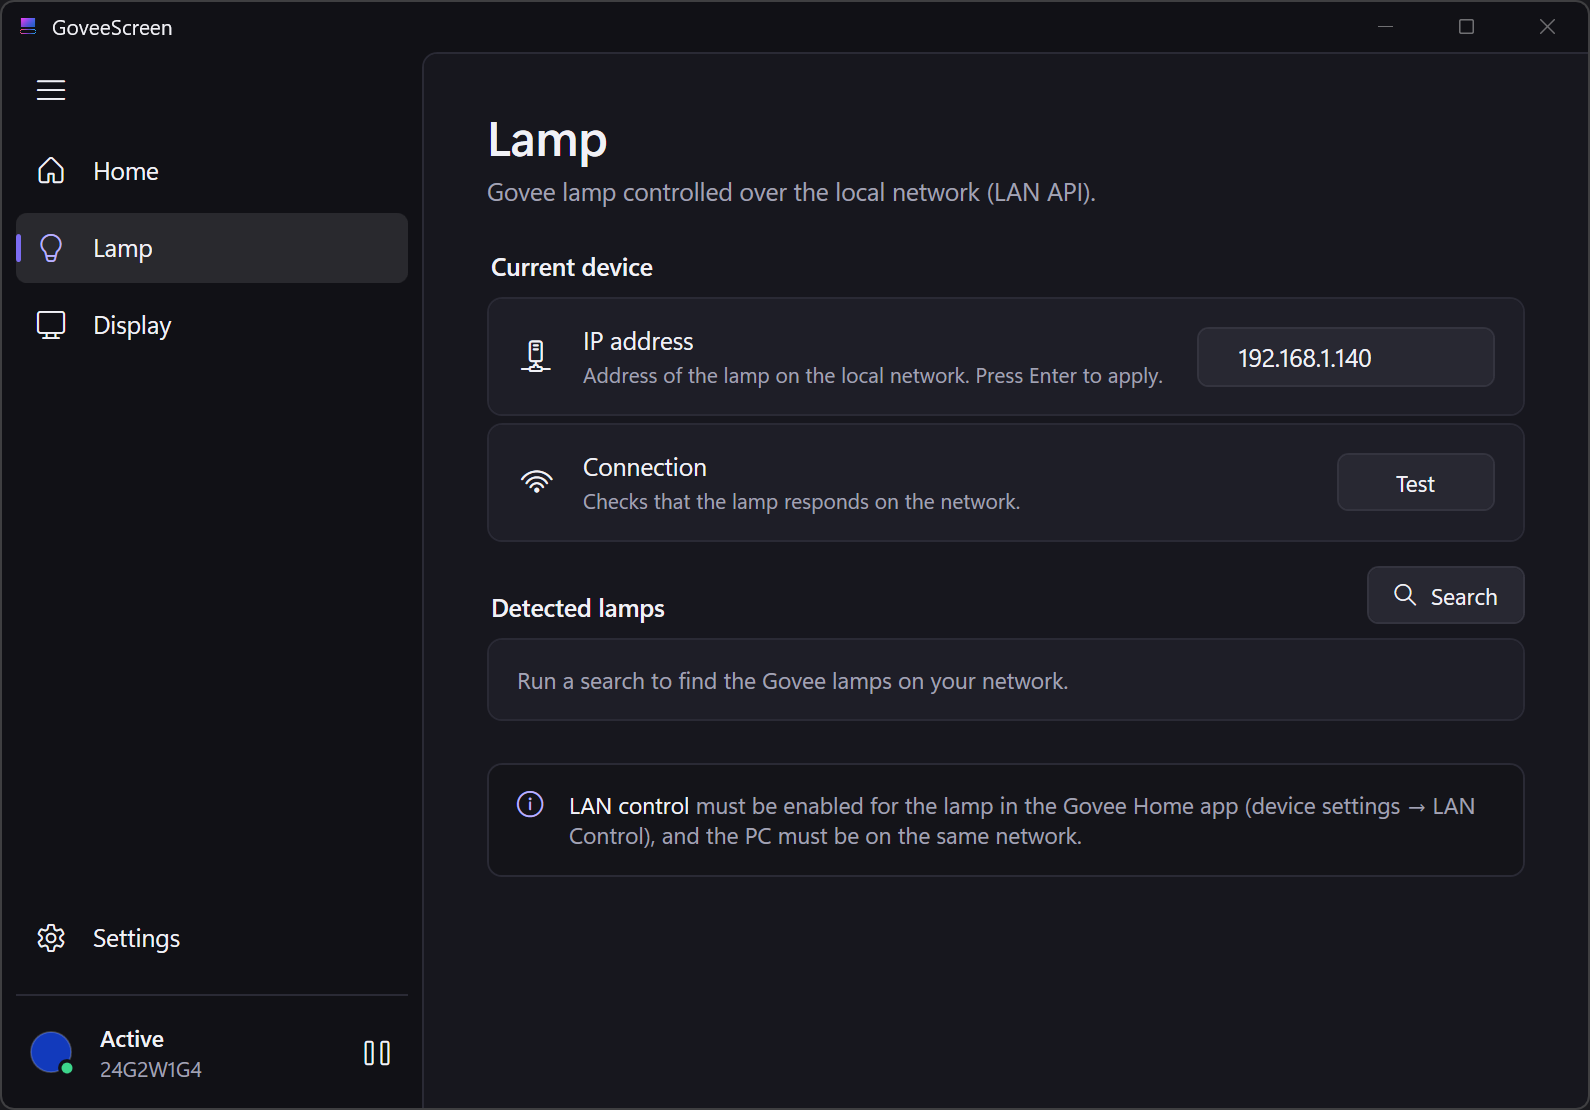 GoveeScreen
Home
Lamp
Display
Settings
Active
24G2W1G4
Lamp
Govee lamp controlled over the local network (LAN API).
Current device
IP address
Address of the lamp on the local network. Press Enter to apply.
192.168.1.140
Connection
Checks that the lamp responds on the network.
Test
Detected lamps
Search
Run a search to find the Govee lamps on your network.
LAN control must be enabled for the lamp in the Govee Home app (device settings → LAN
Control), and the PC must be on the same network.